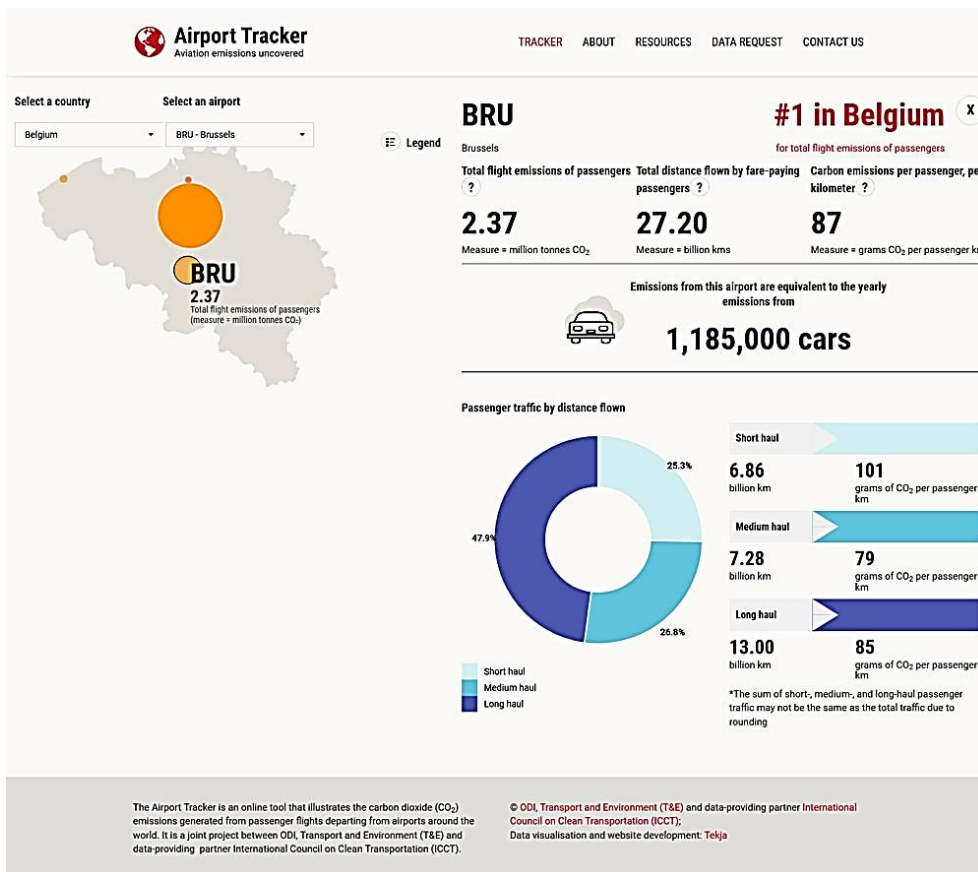 Airport Tracker
Aviation emissions uncovered
TRACKER ABOUT RESOURCES DATA REQUEST CONTACT US
Select a country
Select an airport
Belgium
BRU - Brussels
Legend
BRU
2.37
Total flight emissions of passengers
(measure = million tonnes CO₂)
BRU
Brussels
#1 in Belgium
for total flight emissions of passengers
X
Total flight emissions of passengers
?
2.37
Measure = million tonnes CO₂
Total distance flown by fare-paying
passengers ?
27.20
Measure = billion kms
Carbon emissions per passenger, pe
kilometer ?
87
Measure = grams CO₂ per passenger k
Emissions from this airport are equivalent to the yearly
emissions from
1,185,000 cars
Passenger traffic by distance flown
25.3%
47.9%
26.8%
Short haul
Medium haul
Long haul
Short haul
6.86
billion km
101
grams of CO₂ per passenger
km
Medium haul
7.28
billion km
79
grams of CO₂ per passenger
km
Long haul
13.00
billion km
85
grams of CO₂ per passenger
km
*The sum of short-, medium-, and long-haul passenger
traffic may not be the same as the total traffic due to
rounding
The Airport Tracker is an online tool that illustrates the carbon dioxide (CO₂)
emissions generated from passenger flights departing from airports around the
world. It is a joint project between ODI, Transport and Environment (T&E) and
data-providing partner International Council on Clean Transportation (ICCT).
© ODI, Transport and Environment (T&E) and data-providing partner International
Council on Clean Transportation (ICCT);
Data visualisation and website development: Tekja